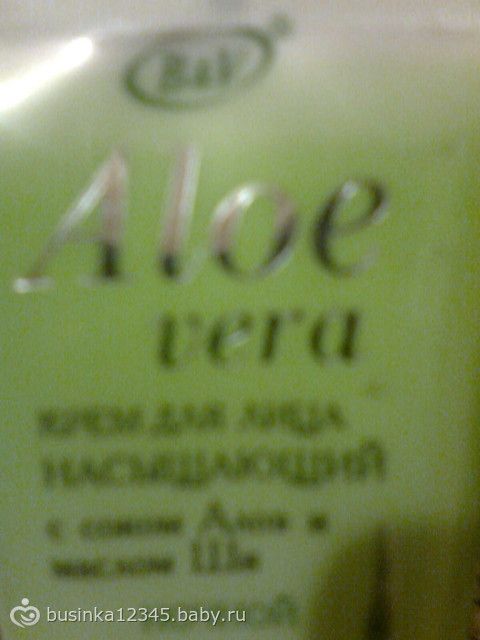 B&V ®
Aloe
vera
КРЕМ ДЛЯ ЛИЦА
НАСЫЩАЮЩИЙ
с соком Алоэ и
маслом Ши
businka12345.baby.ru